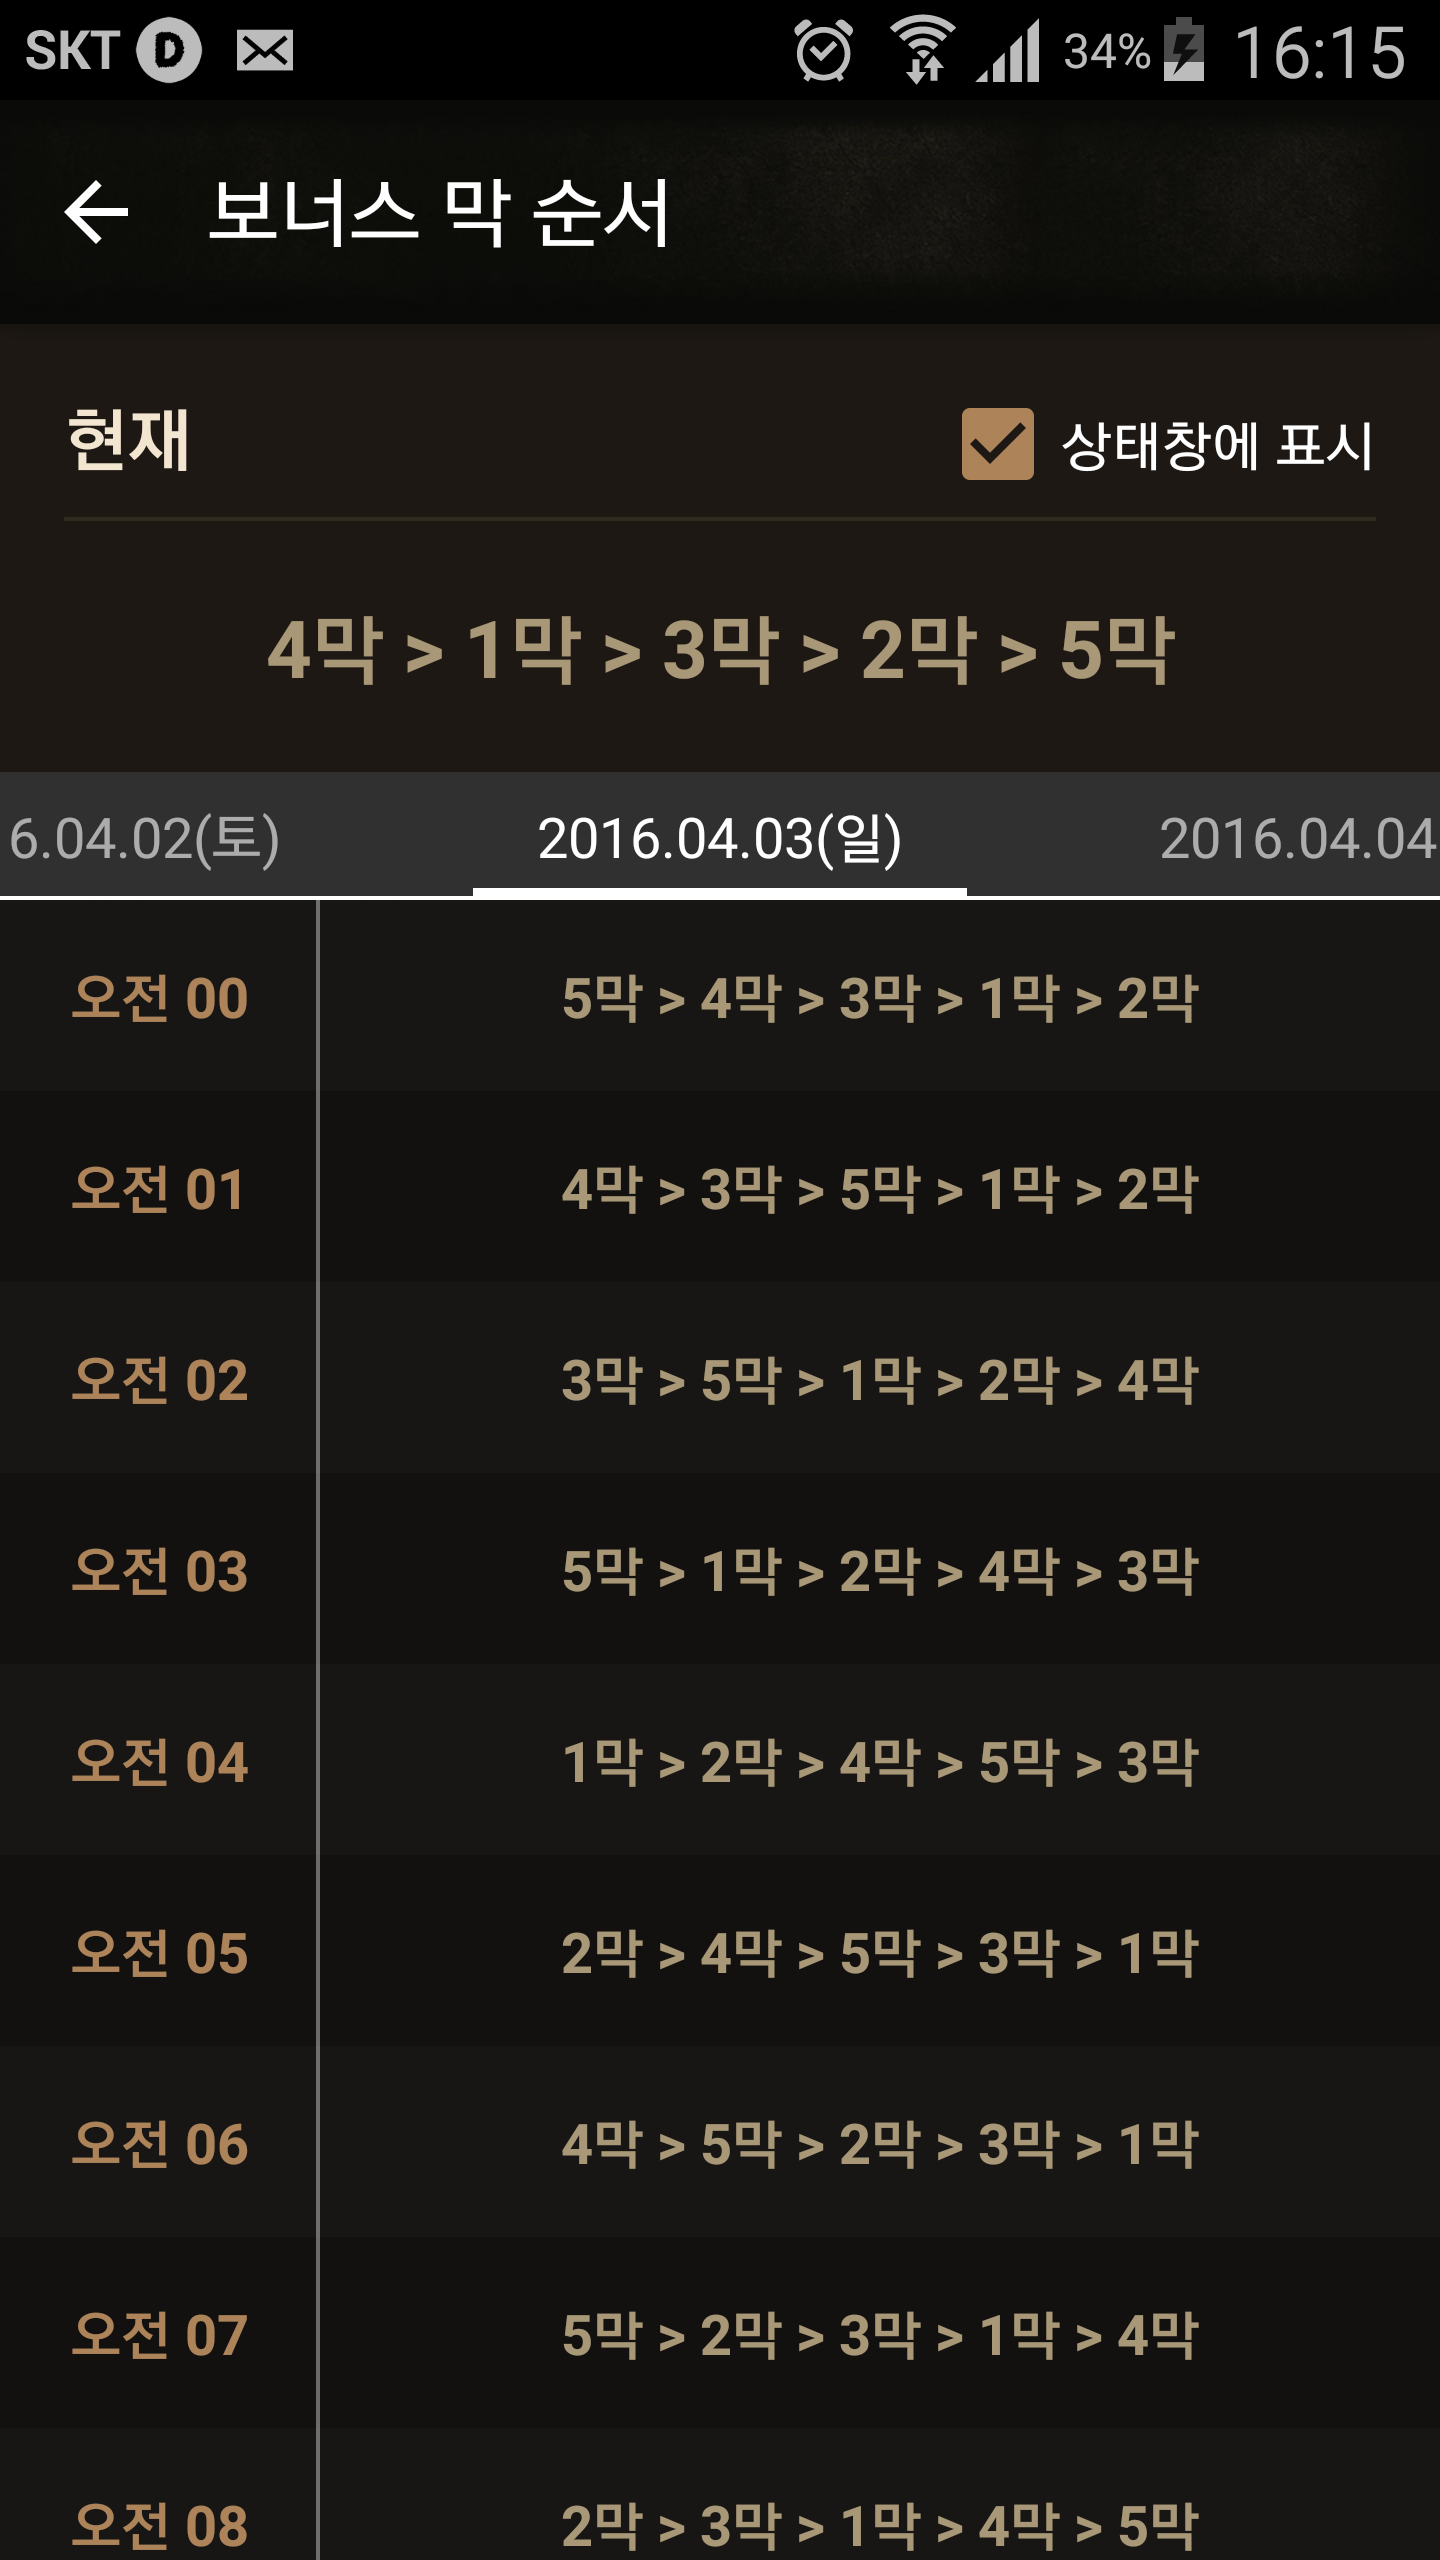 SKT D 34% 16:15
보너스 막 순서
현재 상태창에 표시
4막 > 1막 > 3막 > 2막 > 5막
6.04.02(토) 2016.04.03(일) 2016.04.04
오전 00 5막 > 4막 > 3막 > 1막 > 2막
오전 01 4막 > 3막 > 5막 > 1막 > 2막
오전 02 3막 > 5막 > 1막 > 2막 > 4막
오전 03 5막 > 1막 > 2막 > 4막 > 3막
오전 04 1막 > 2막 > 4막 > 5막 > 3막
오전 05 2막 > 4막 > 5막 > 3막 > 1막
오전 06 4막 > 5막 > 2막 > 3막 > 1막
오전 07 5막 > 2막 > 3막 > 1막 > 4막
오전 08 2막 > 3막 > 1막 > 4막 > 5막